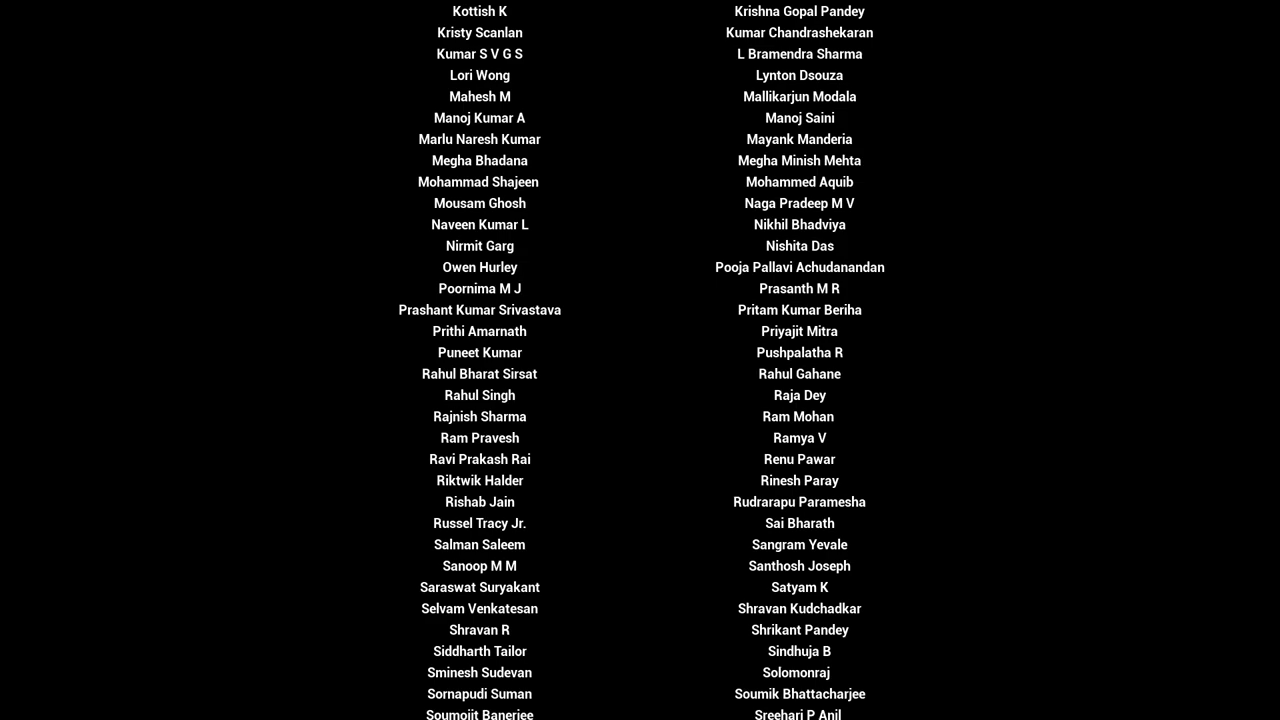 Kottish K Krishna Gopal Pandey
Kristy Scanlan Kumar Chandrashekaran
Kumar S V G S L Bramendra Sharma
Lori Wong Lynton Dsouza
Mahesh M Mallikarjun Modala
Manoj Kumar A Manoj Saini
Marlu Naresh Kumar Mayank Manderia
Megha Bhadana Megha Minish Mehta
Mohammad Shajeen Mohammed Aquib
Mousam Ghosh Naga Pradeep M V
Naveen Kumar L Nikhil Bhadviya
Nirmit Garg Nishita Das
Owen Hurley Pooja Pallavi Achudanandan
Poornima M J Prasanth M R
Prashant Kumar Srivastava Pritam Kumar Beriha
Prithi Amarnath Priyajit Mitra
Puneet Kumar Pushpalatha R
Rahul Bharat Sirsat Rahul Gahane
Rahul Singh Raja Dey
Rajnish Sharma Ram Mohan
Ram Pravesh Ramya V
Ravi Prakash Rai Renu Pawar
Riktwik Halder Rinesh Paray
Rishab Jain Rudrarapu Paramesha
Russel Tracy Jr. Sai Bharath
Salman Saleem Sangram Yevale
Sanoop M M Santhosh Joseph
Saraswat Suryakant Satyam K
Selvam Venkatesan Shravan Kudchadkar
Shravan R Shrikant Pandey
Siddharth Tailor Sindhuja B
Sminesh Sudevan Solomonraj
Sornapudi Suman Soumik Bhattacharjee
Soumojit Banerjee Sreehari P Anil